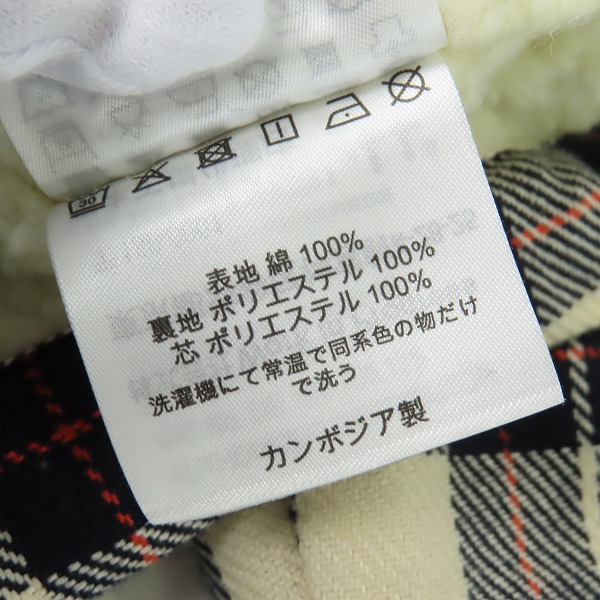 30
表地 綿 100%
裏地 ポリエステル 100%
芯 ポリエステル 100%
洗濯機にて常温で同系色の物だけ
で洗う
カンボジア製